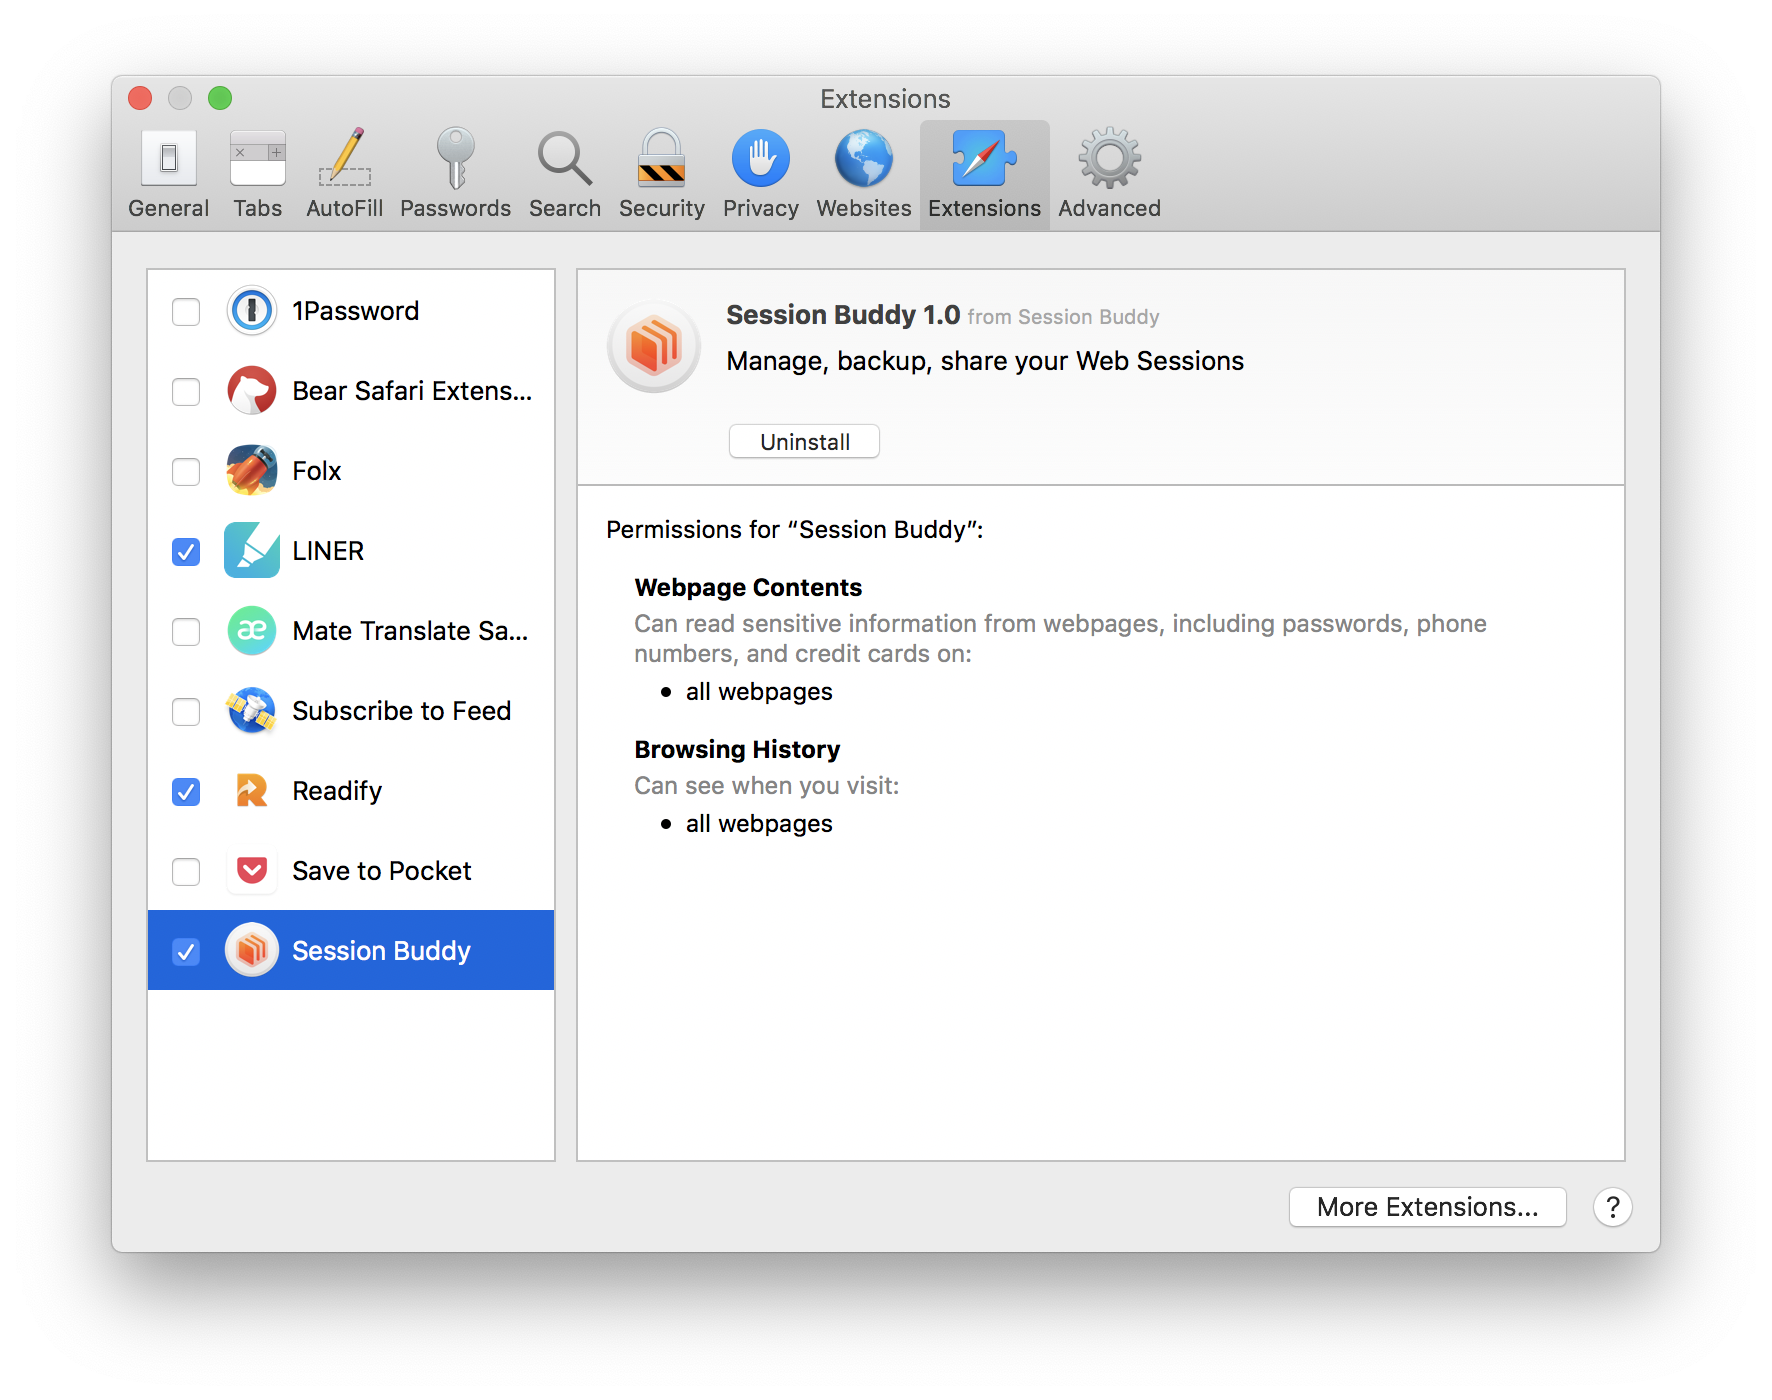 Extensions
General
Tabs
AutoFill
Passwords
Search
Security
Privacy
Websites
Extensions
Advanced
1Password
Bear Safari Extens...
Folx
LINER
Mate Translate Sa...
Subscribe to Feed
Readify
Save to Pocket
Session Buddy
Session Buddy 1.0 from Session Buddy
Manage, backup, share your Web Sessions
Uninstall
Permissions for “Session Buddy”:
Webpage Contents
Can read sensitive information from webpages, including passwords, phone
numbers, and credit cards on:
• all webpages
Browsing History
Can see when you visit:
• all webpages
More Extensions...
?